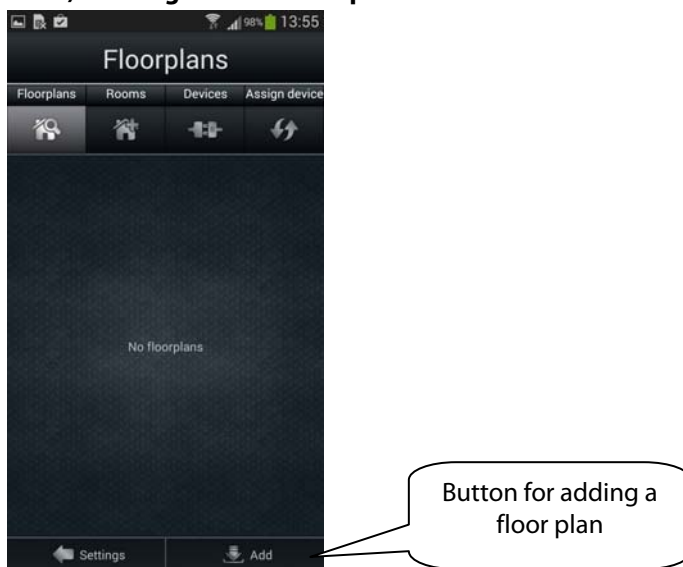 98% 13:55
Floorplans
Floorplans Rooms Devices Assign device
No floorplans
Button for adding a
floor plan
Settings Add